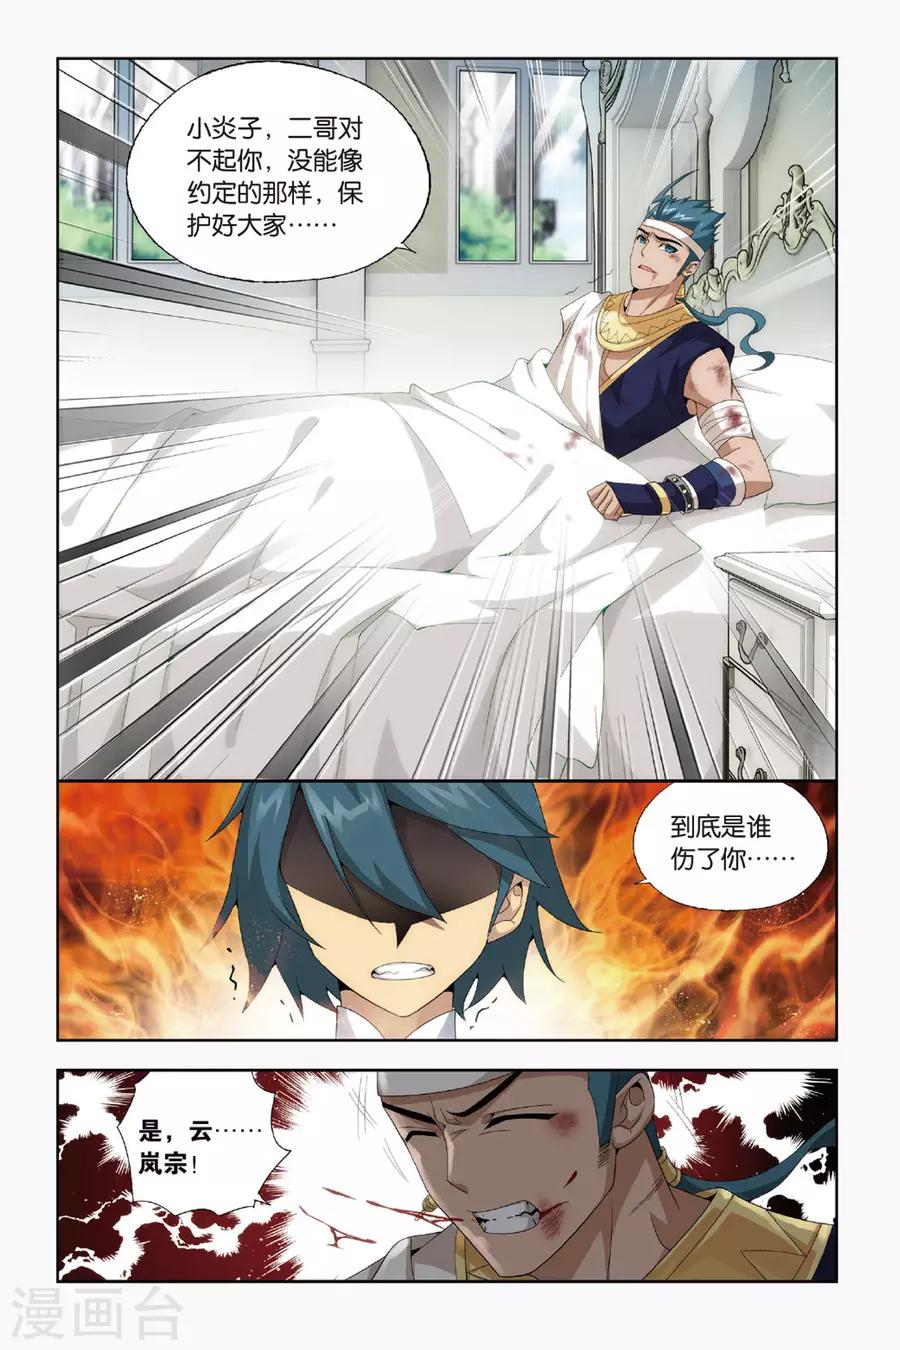 小炎子，二哥对
不起你，没能像
约定的那样，保
护好大家……
到底是谁
伤了你……
是，云……
岚宗！
漫画台